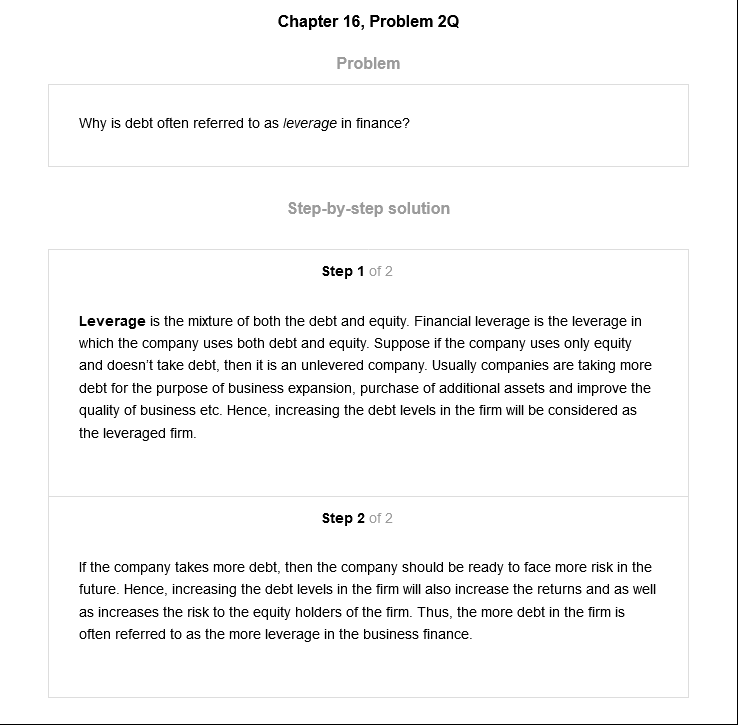 Chapter 16, Problem 2Q
Problem
Why is debt often referred to as leverage in finance?
Step-by-step solution
Step 1 of 2
Leverage is the mixture of both the debt and equity. Financial leverage is the leverage in
which the company uses both debt and equity. Suppose if the company uses only equity
and doesn't take debt, then it is an unlevered company. Usually companies are taking more
debt for the purpose of business expansion, purchase of additional assets and improve the
quality of business etc. Hence, increasing the debt levels in the firm will be considered as
the leveraged firm.
Step 2 of 2
If the company takes more debt, then the company should be ready to face more risk in the
future. Hence, increasing the debt levels in the firm will also increase the returns and as well
as increases the risk to the equity holders of the firm. Thus, the more debt in the firm is
often referred to as the more leverage in the business finance.